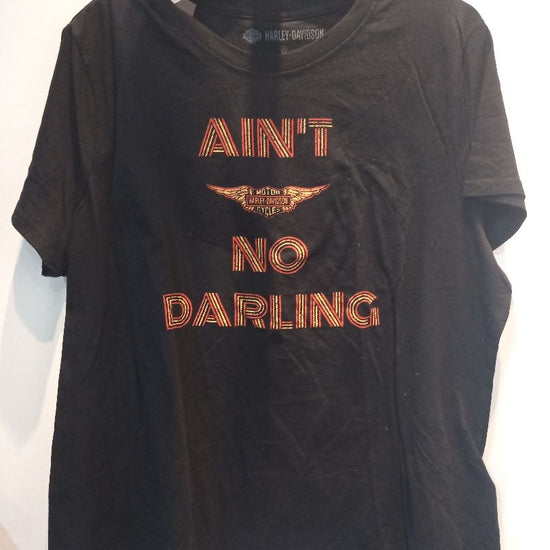 HARLEY-DAVIDSON
AIN'T
MOTOR
HARLEY-DAVIDSON
CYCLES
NO
DARLING